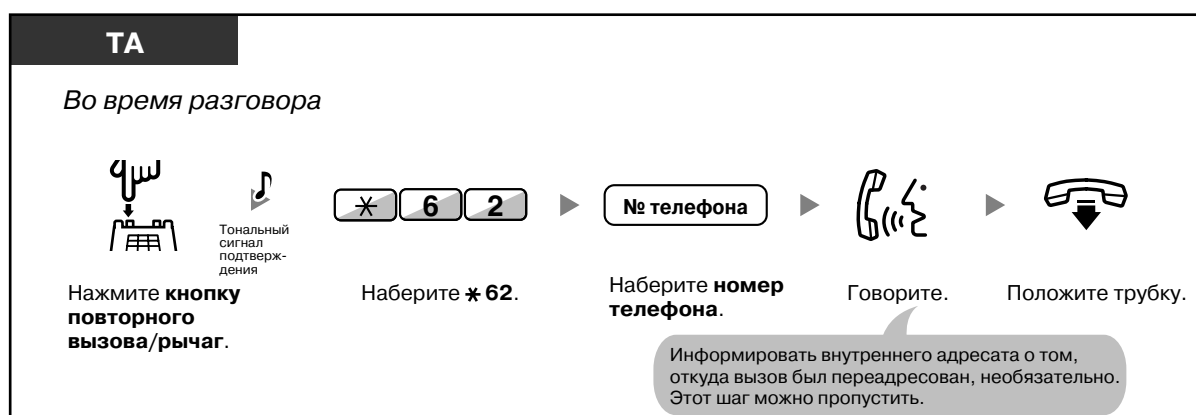 ТА
Во время разговора
Тональный
сигнал
подтверж-
дения
6 2
№ телефона
Нажмите кнопку
повторного
вызова/рычаг.
Наберите * 62.
Наберите номер
телефона.
Говорите.
Положите трубку.
Информировать внутреннего адресата о том,
откуда вызов был переадресован, необязательно.
Этот шаг можно пропустить.